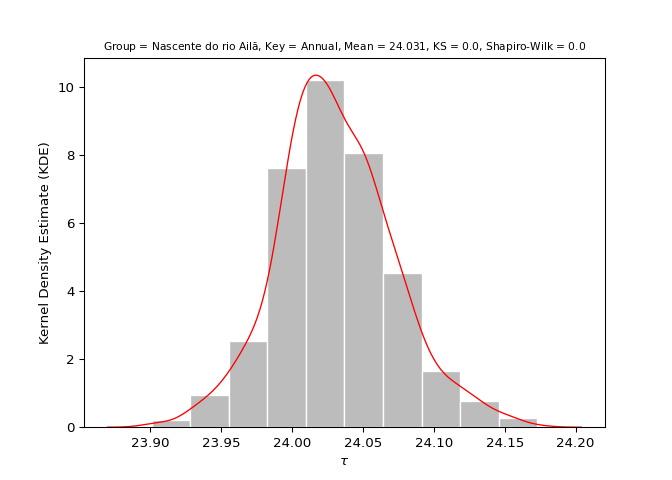 Group = Nascente do rio Ailã, Key = Annual, Mean = 24.031, KS = 0.0, Shapiro-Wilk = 0.0
Kernel Density Estimate (KDE)
10
8
6
4
2
0
23.90 23.95 24.00 24.05 24.10 24.15 24.20
τ